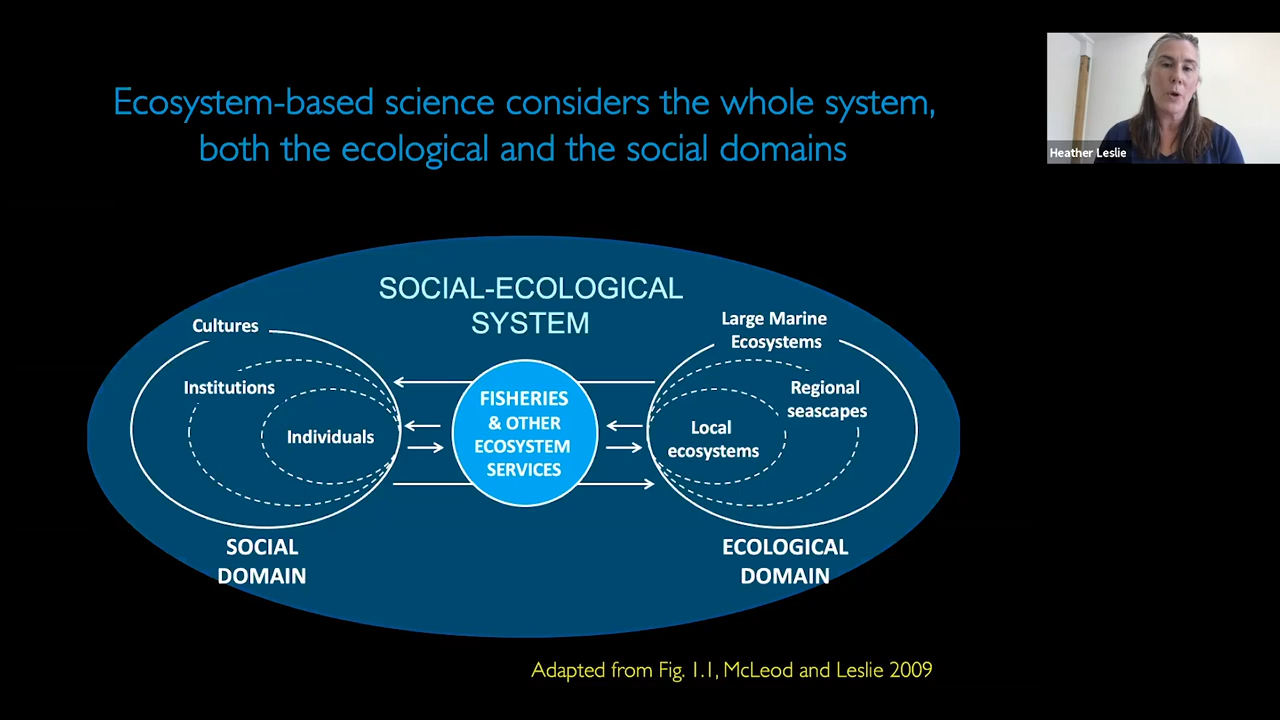 Ecosystem-based science considers the whole system,
both the ecological and the social domains
Heather Leslie
SOCIAL-ECOLOGICAL
SYSTEM
Cultures
Institutions
Individuals
SOCIAL
DOMAIN
FISHERIES
& OTHER
ECOSYSTEM
SERVICES
Large Marine
Ecosystems
Regional
seascapes
Local
ecosystems
ECOLOGICAL
DOMAIN
Adapted from Fig. 1.1, McLeod and Leslie 2009